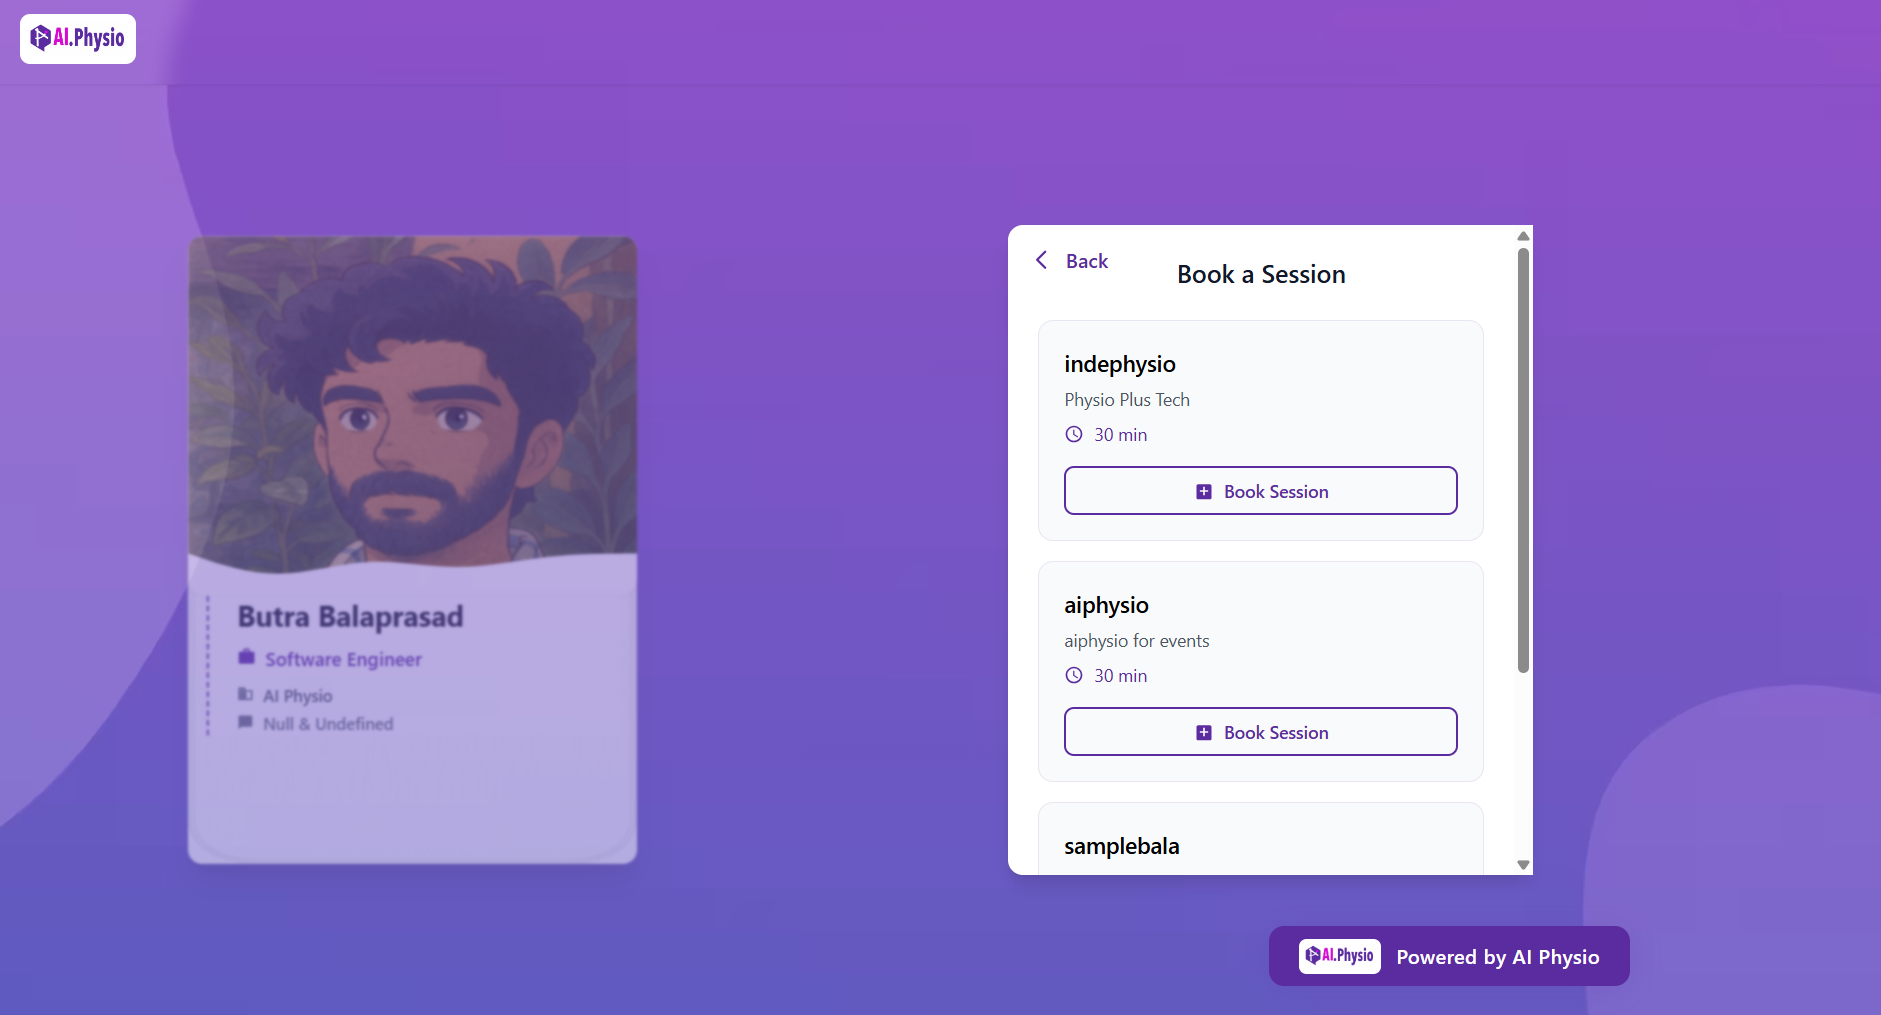 AI.Physio
Butra Balaprasad
Software Engineer
AI Physio
Null & Undefined
Back
Book a Session
indephysio
Physio Plus Tech
30 min
Book Session
aiphysio
aiphysio for events
30 min
Book Session
samplebala
AI.Physio Powered by AI Physio